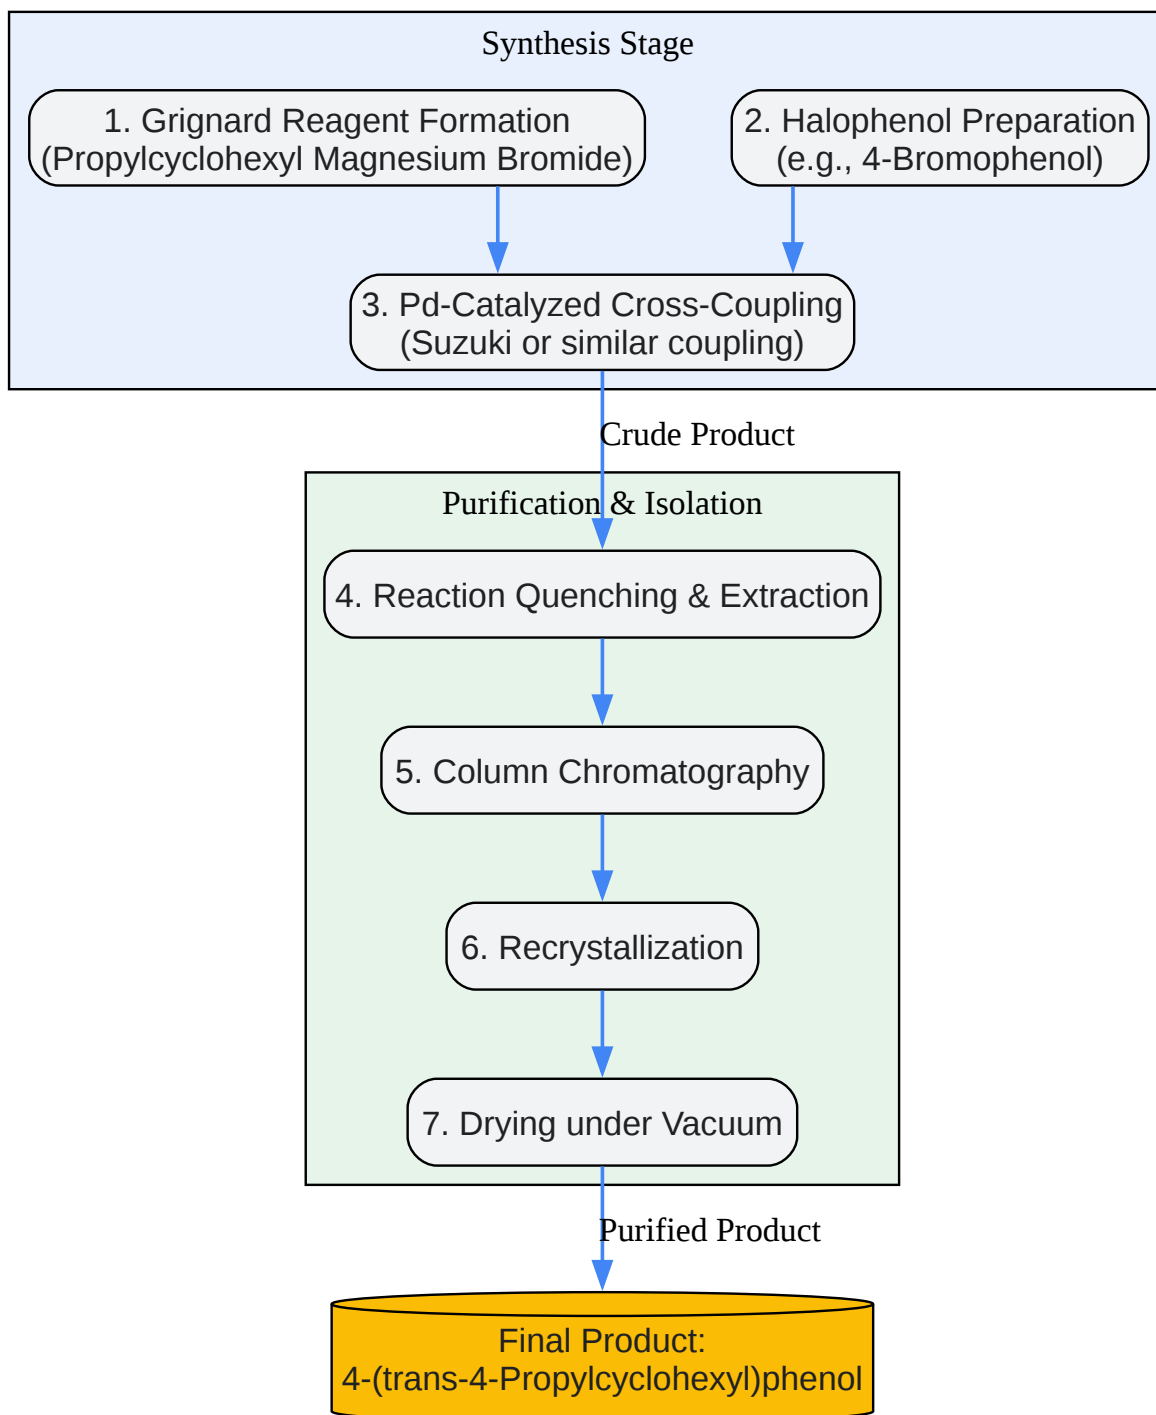 Synthesis Stage
1. Grignard Reagent Formation
(Propylcyclohexyl Magnesium Bromide)
2. Halophenol Preparation
(e.g., 4-Bromophenol)
3. Pd-Catalyzed Cross-Coupling
(Suzuki or similar coupling)
Crude Product
Purification & Isolation
4. Reaction Quenching & Extraction
5. Column Chromatography
6. Recrystallization
7. Drying under Vacuum
Purified Product
Final Product:
4-(trans-4-Propylcyclohexyl)phenol